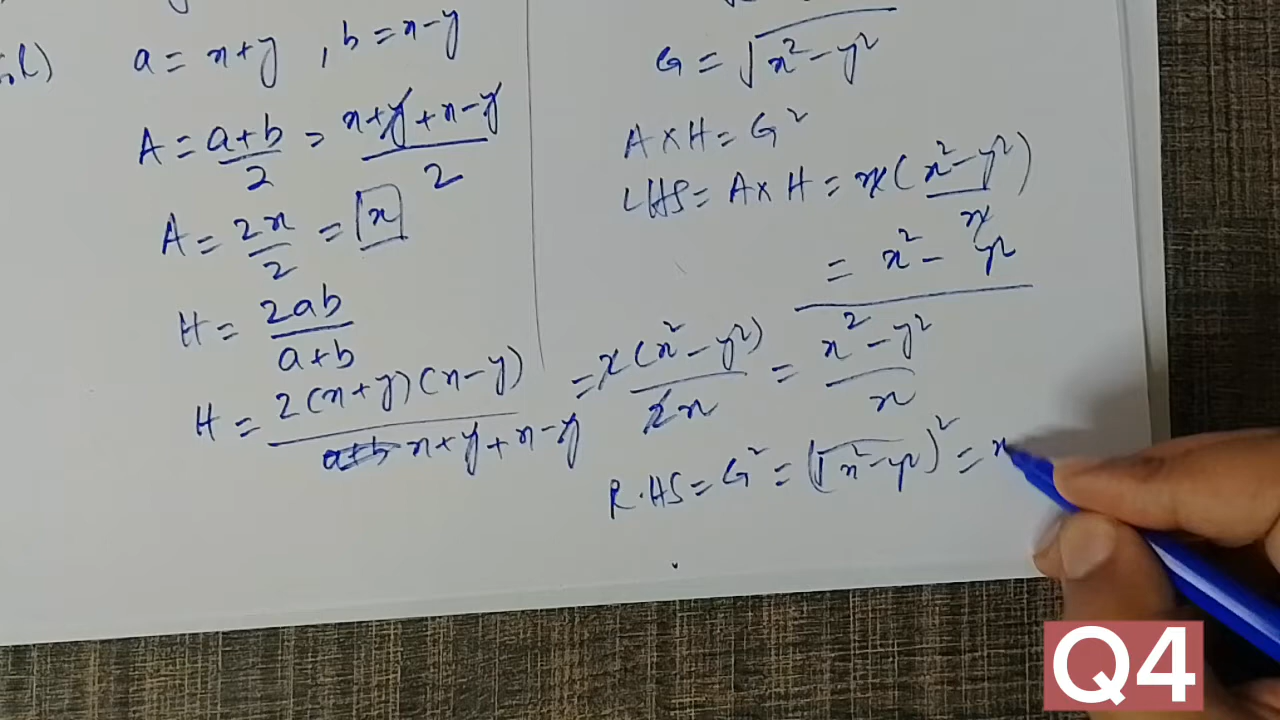 a = x+y , b = x-y
A = a+b/2 = x+y+x-y/2
A = 2x/2 = x
H = 2ab/a+b
H = 2(x+y)(x-y)/a+b x+y+x-y = 2(x²-y²)/2x = x²-y²/x
G = √x²-y²
A×H = G²
LHS = A×H = x(x²-y²/x)
= x²-y²
R.HS = G² = (√x²-y²)² = x
Q4